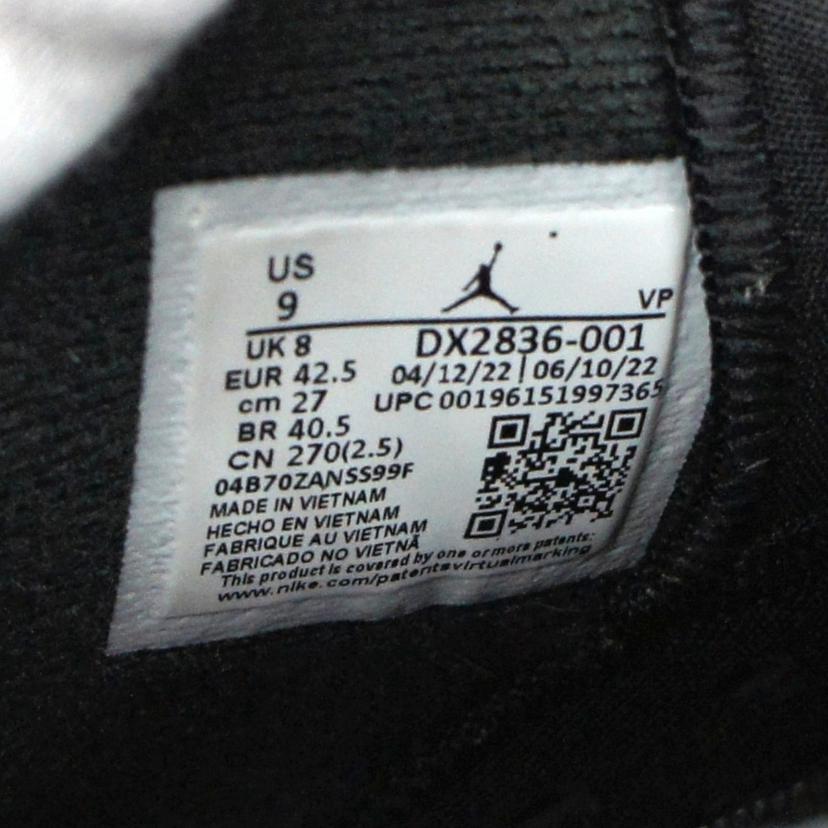 US
9
VP
UK 8
DX2836-001
EUR 42.5
04/12/22 | 06/10/22
cm 27
UPC 00196151997365
BR 40.5
CN 270(2.5)
04B70ZANSS99F
MADE IN VIETNAM
HECHO EN VIETNAM
FABRIQUE AU VIETNAM
FABRICADO NO VIETNÃ
This product is covered by one or more patents:
www.nike.com/patentsvirtualmarking